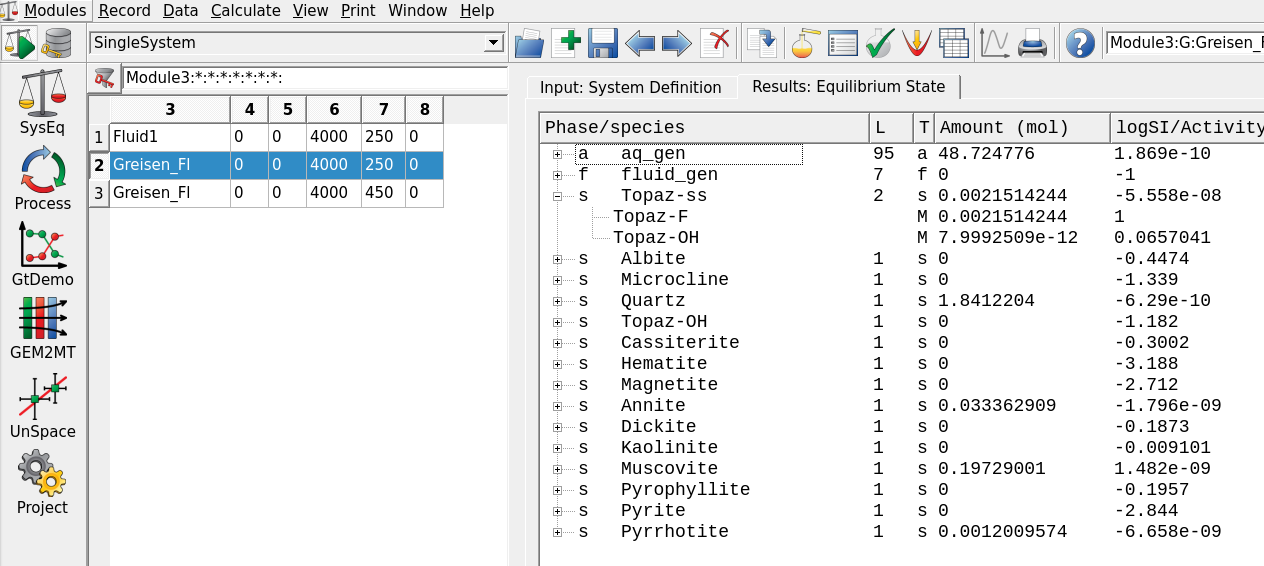 Modules Record Data Calculate View Print Window Help
SingleSystem
Module3:G:Greisen_F
Module3:*:*:*:*:*:*:*:
SysEq
Process
GtDemo
GEM2MT
UnSpace
Project
3 4 5 6 7 8
1 Fluid1 0 0 4000 250 0
2 Greisen_Fl 0 0 4000 250 0
3 Greisen_Fl 0 0 4000 450 0
Input: System Definition Results: Equilibrium State
Phase/species L T Amount (mol) logSI/Activity
a aq_gen 95 a 48.724776 1.869e-10
f fluid_gen 7 f 0 -1
s Topaz-ss 2 s 0.0021514244 -5.558e-08
Topaz-F M 0.0021514244 1
Topaz-OH M 7.9992509e-12 0.0657041
s Albite 1 s 0 -0.4474
s Microcline 1 s 0 -1.339
s Quartz 1 s 1.8412204 -6.29e-10
s Topaz-OH 1 s 0 -1.182
s Cassiterite 1 s 0 -0.3002
s Hematite 1 s 0 -3.188
s Magnetite 1 s 0 -2.712
s Annite 1 s 0.033362909 -1.796e-09
s Dickite 1 s 0 -0.1873
s Kaolinite 1 s 0 -0.009101
s Muscovite 1 s 0.19729001 1.482e-09
s Pyrophyllite 1 s 0 -0.1957
s Pyrite 1 s 0 -2.844
s Pyrrhotite 1 s 0.0012009574 -6.658e-09